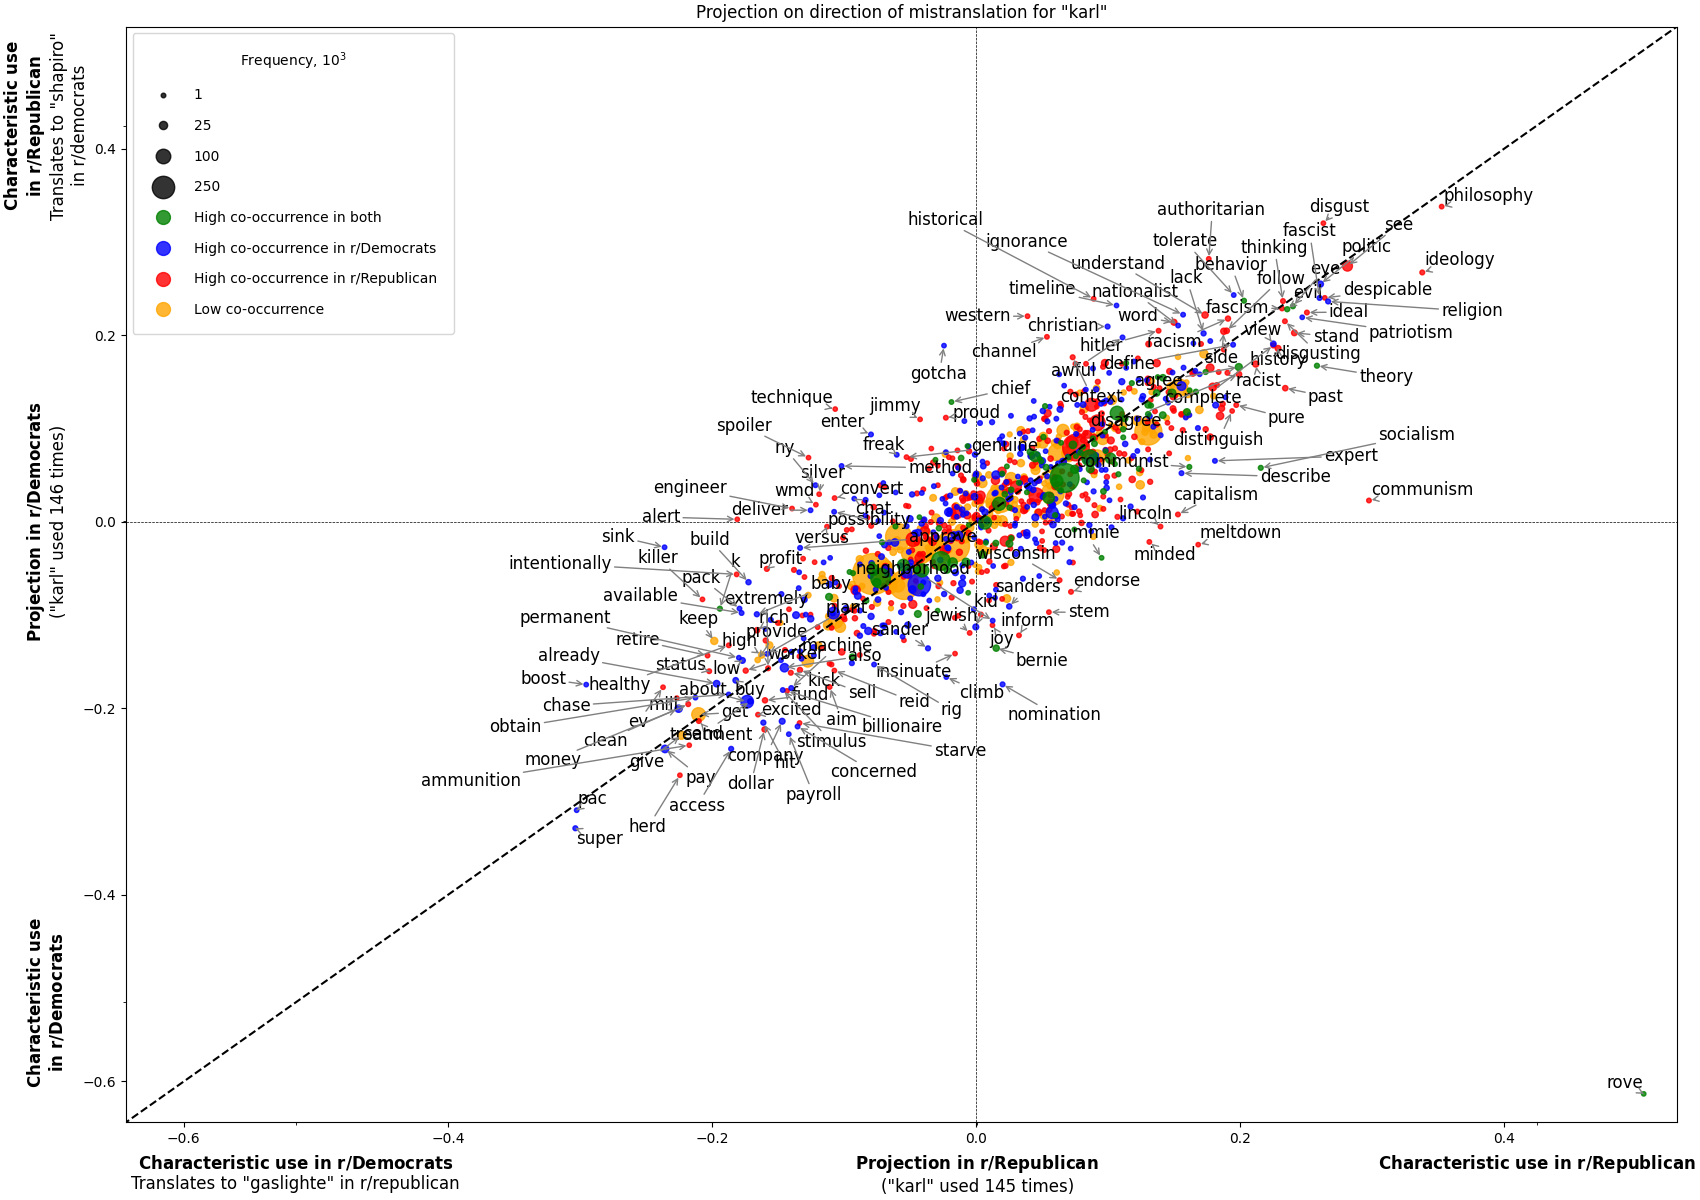 Projection on direction of mistranslation for "karl"
Characteristic use
in r/Republican
Translates to "shapiro"
in r/democrats
Projection in r/Democrats
("karl" used 146 times)
Characteristic use
in r/Democrats
Frequency, 10^3
1
25
100
250
High co-occurrence in both
High co-occurrence in r/Democrats
High co-occurrence in r/Republican
Low co-occurrence
0.4
0.2
0.0
−0.2
−0.4
−0.6
philosophy
disgust
authoritarian
historical
fascist
see
ignorance
tolerate
thinking
politic
understand
behavior
eve
ideology
lack
follow
timeline
nationalist
evil
despicable
western
word
fascism
ideal
religion
christian
view
stand
patriotism
channel
hitler
racism
side
history
disgusting
gotcha
awful
define
theory
chief
agree
racist
technique
jimmy
context
complete
past
enter
proud
disagree
pure
spoiler
freak
genuine
distinguish
socialism
ny
silver
method
communist
expert
describe
engineer
wmd
convert
capitalism
communism
deliver
chat
lincoln
alert
possibility
commie
meltdown
sink
build
versus
approve
wisconsin
minded
intentionally
killer
k
profit
neighborhood
endorse
pack
baby
sanders
available
extremely
kid
permanent
keep
rich
plant
jewish
inform
stem
retire
high
provide
sander
joy
already
status
low
worker
machine
also
insinuate
bernie
boost
healthy
about
buy
kick
sell
reid
climb
chase
mill
fund
rig
nomination
obtain
ev
get
excited
aim
billionaire
clean
treatment
send
stimulus
starve
money
give
company
hit
concerned
ammunition
pay
dollar
payroll
pac
access
herd
super
rove
−0.6
−0.4
−0.2
0.0
0.2
0.4
Characteristic use in r/Democrats
Translates to "gaslighte" in r/republican
Projection in r/Republican
("karl" used 145 times)
Characteristic use in r/Republican